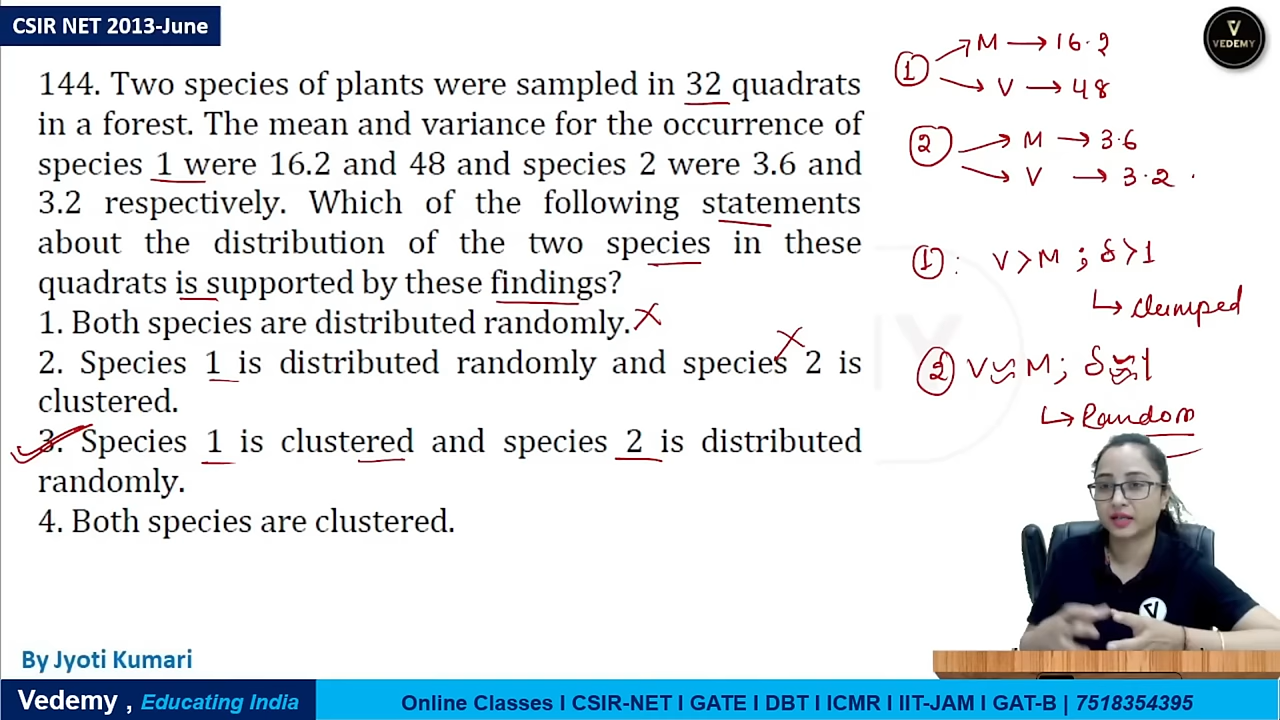 CSIR NET 2013-June
144. Two species of plants were sampled in 32 quadrats
in a forest. The mean and variance for the occurrence of
species 1 were 16.2 and 48 and species 2 were 3.6 and
3.2 respectively. Which of the following statements
about the distribution of the two species in these
quadrats is supported by these findings?
1. Both species are distributed randomly.
2. Species 1 is distributed randomly and species 2 is
clustered.
3. Species 1 is clustered and species 2 is distributed
randomly.
4. Both species are clustered.
1 → M → 16.2
→ V → 48
2 → M → 3.6
→ V → 3.2
1 : V > M ; δ > 1
↳ Clumped
2 V ≈ M ; δ ≈ 1
↳ Random
VEDEMY
By Jyoti Kumari
Vedemy , Educating India
Online Classes I CSIR-NET I GATE I DBT I ICMR I IIT-JAM I GAT-B | 7518354395